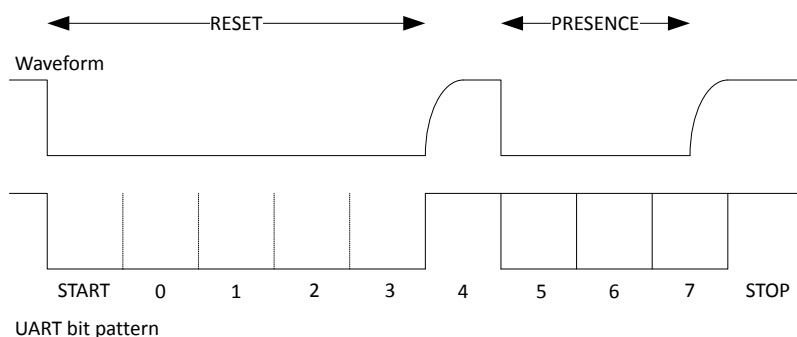 RESET PRESENCE
Waveform
START 0 1 2 3 4 5 6 7 STOP
UART bit pattern